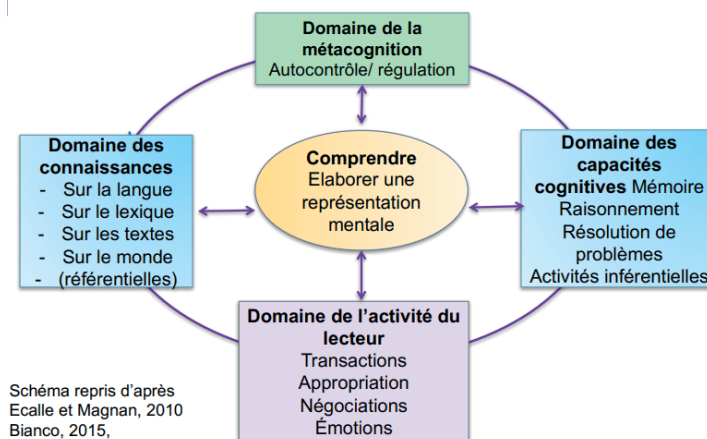 Domaine de la
métacognition
Autocontrôle/ régulation
Domaine des
connaissances
- Sur la langue
- Sur le lexique
- Sur les textes
- Sur le monde
- (référentielles)
Comprendre
Elaborer une
représentation
mentale
Domaine des
capacités
cognitives Mémoire
Raisonnement
Résolution de
problèmes
Activités inférentielles
Domaine de l'activité du
lecteur
Transactions
Appropriation
Négociations
Émotions
Schéma repris d'après
Ecalle et Magnan, 2010
Bianco, 2015,